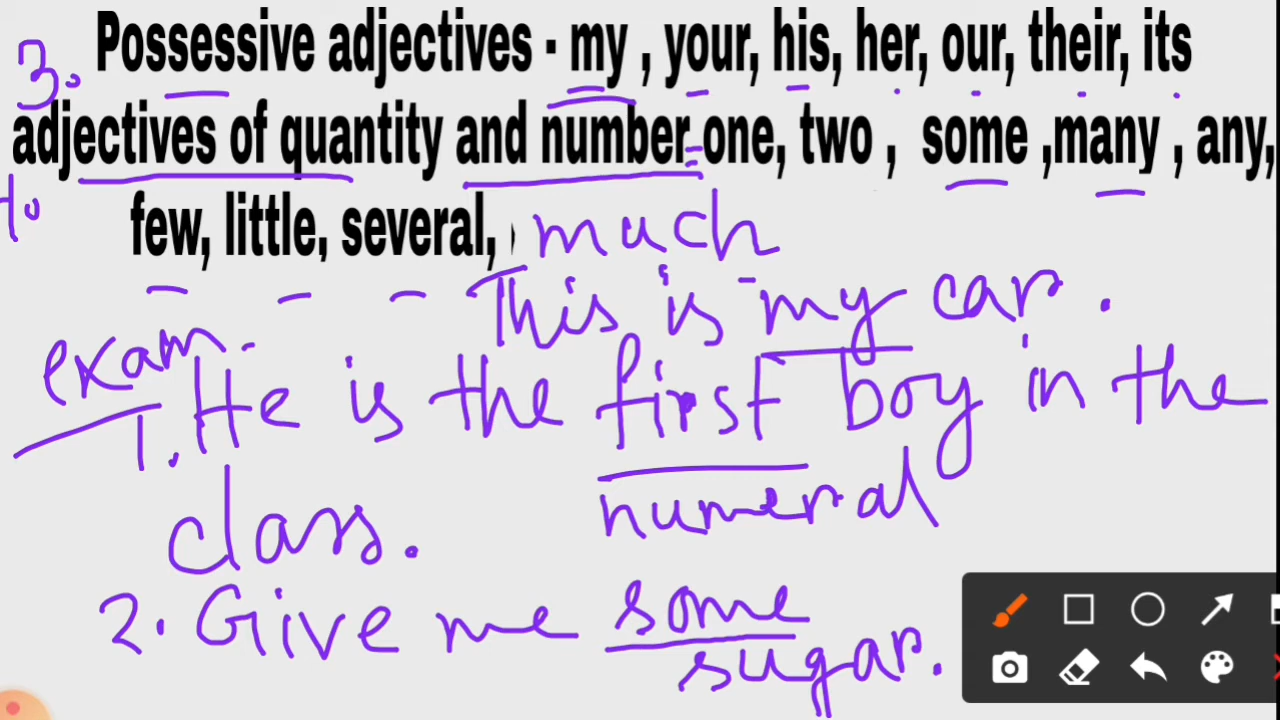 3. Possessive adjectives - my , your, his, her, our, their, its
adjectives of quantity and number one, two , some ,many , any,
4. few, little, several, much
This is my car .
exam.
1. He is the first boy in the
numeral
class.
2. Give me some
sugar.